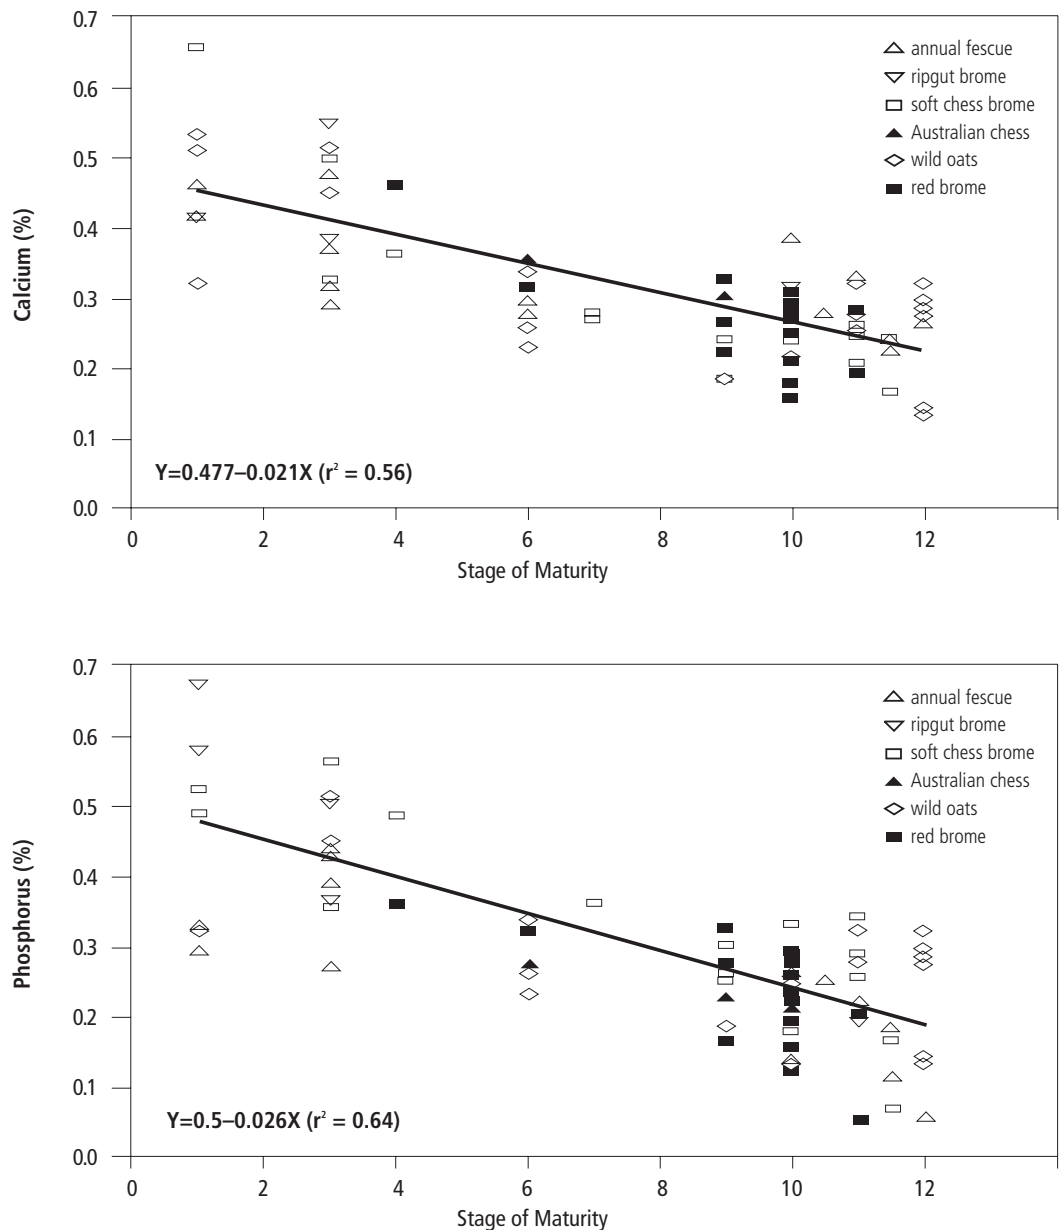 0.7
0.6
0.5
0.4
0.3
0.2
0.1
0.0
Calcium (%)
annual fescue
ripgut brome
soft chess brome
Australian chess
wild oats
red brome
Y=0.477–0.021X (r² = 0.56)
0 2 4 6 8 10 12
Stage of Maturity
0.7
0.6
0.5
0.4
0.3
0.2
0.1
0.0
Phosphorus (%)
annual fescue
ripgut brome
soft chess brome
Australian chess
wild oats
red brome
Y=0.5–0.026X (r² = 0.64)
0 2 4 6 8 10 12
Stage of Maturity